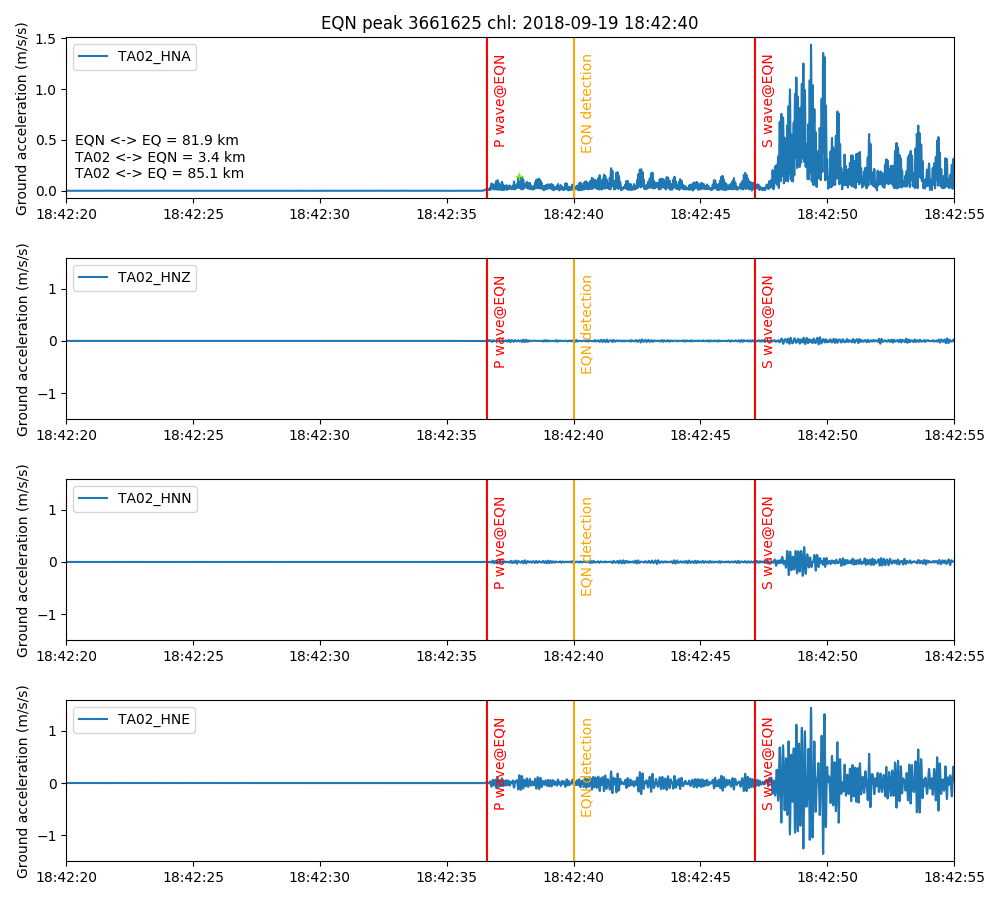 EQN peak 3661625 chl: 2018-09-19 18:42:40
Ground acceleration (m/s/s)
1.5
1.0
0.5
0.0
TA02_HNA
EQN <-> EQ = 81.9 km
TA02 <-> EQN = 3.4 km
TA02 <-> EQ = 85.1 km
P wave@EQN
EQN detection
S wave@EQN
18:42:20 18:42:25 18:42:30 18:42:35 18:42:40 18:42:45 18:42:50 18:42:55
Ground acceleration (m/s/s)
1
0
−1
TA02_HNZ
P wave@EQN
EQN detection
S wave@EQN
18:42:20 18:42:25 18:42:30 18:42:35 18:42:40 18:42:45 18:42:50 18:42:55
Ground acceleration (m/s/s)
1
0
−1
TA02_HNN
P wave@EQN
EQN detection
S wave@EQN
18:42:20 18:42:25 18:42:30 18:42:35 18:42:40 18:42:45 18:42:50 18:42:55
Ground acceleration (m/s/s)
1
0
−1
TA02_HNE
P wave@EQN
EQN detection
S wave@EQN
18:42:20 18:42:25 18:42:30 18:42:35 18:42:40 18:42:45 18:42:50 18:42:55